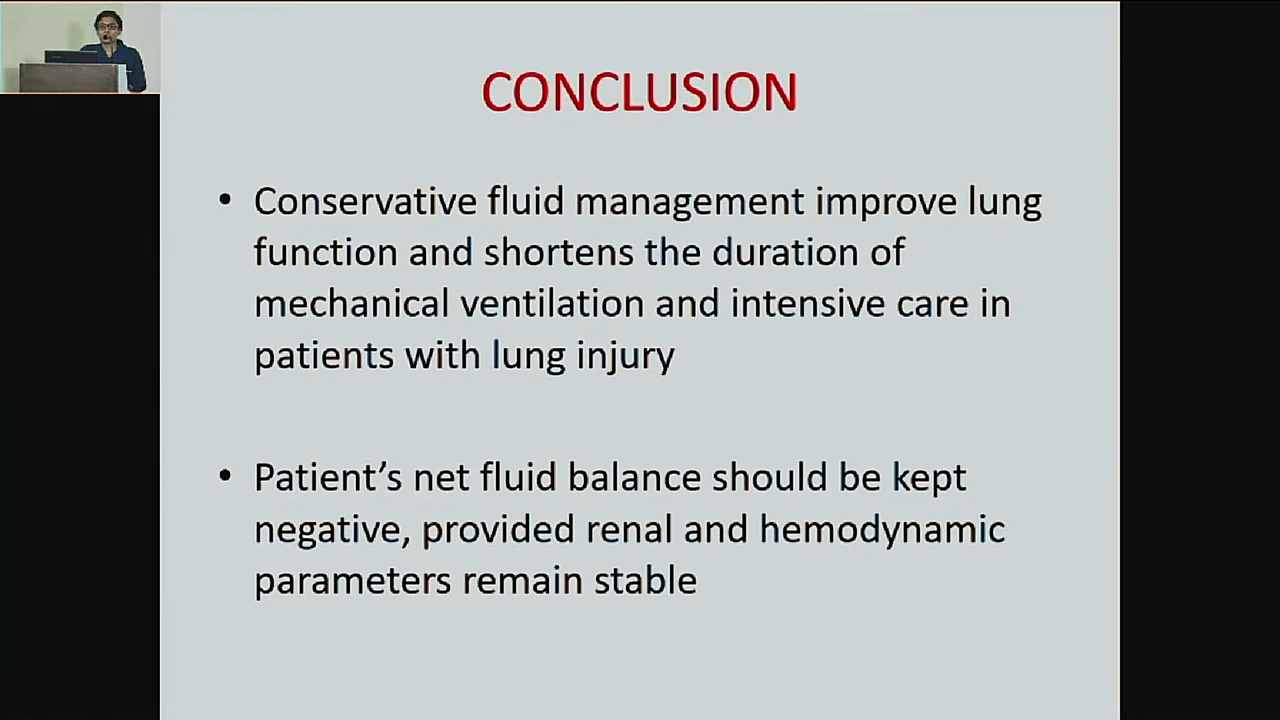 CONCLUSION
• Conservative fluid management improve lung
function and shortens the duration of
mechanical ventilation and intensive care in
patients with lung injury
• Patient’s net fluid balance should be kept
negative, provided renal and hemodynamic
parameters remain stable